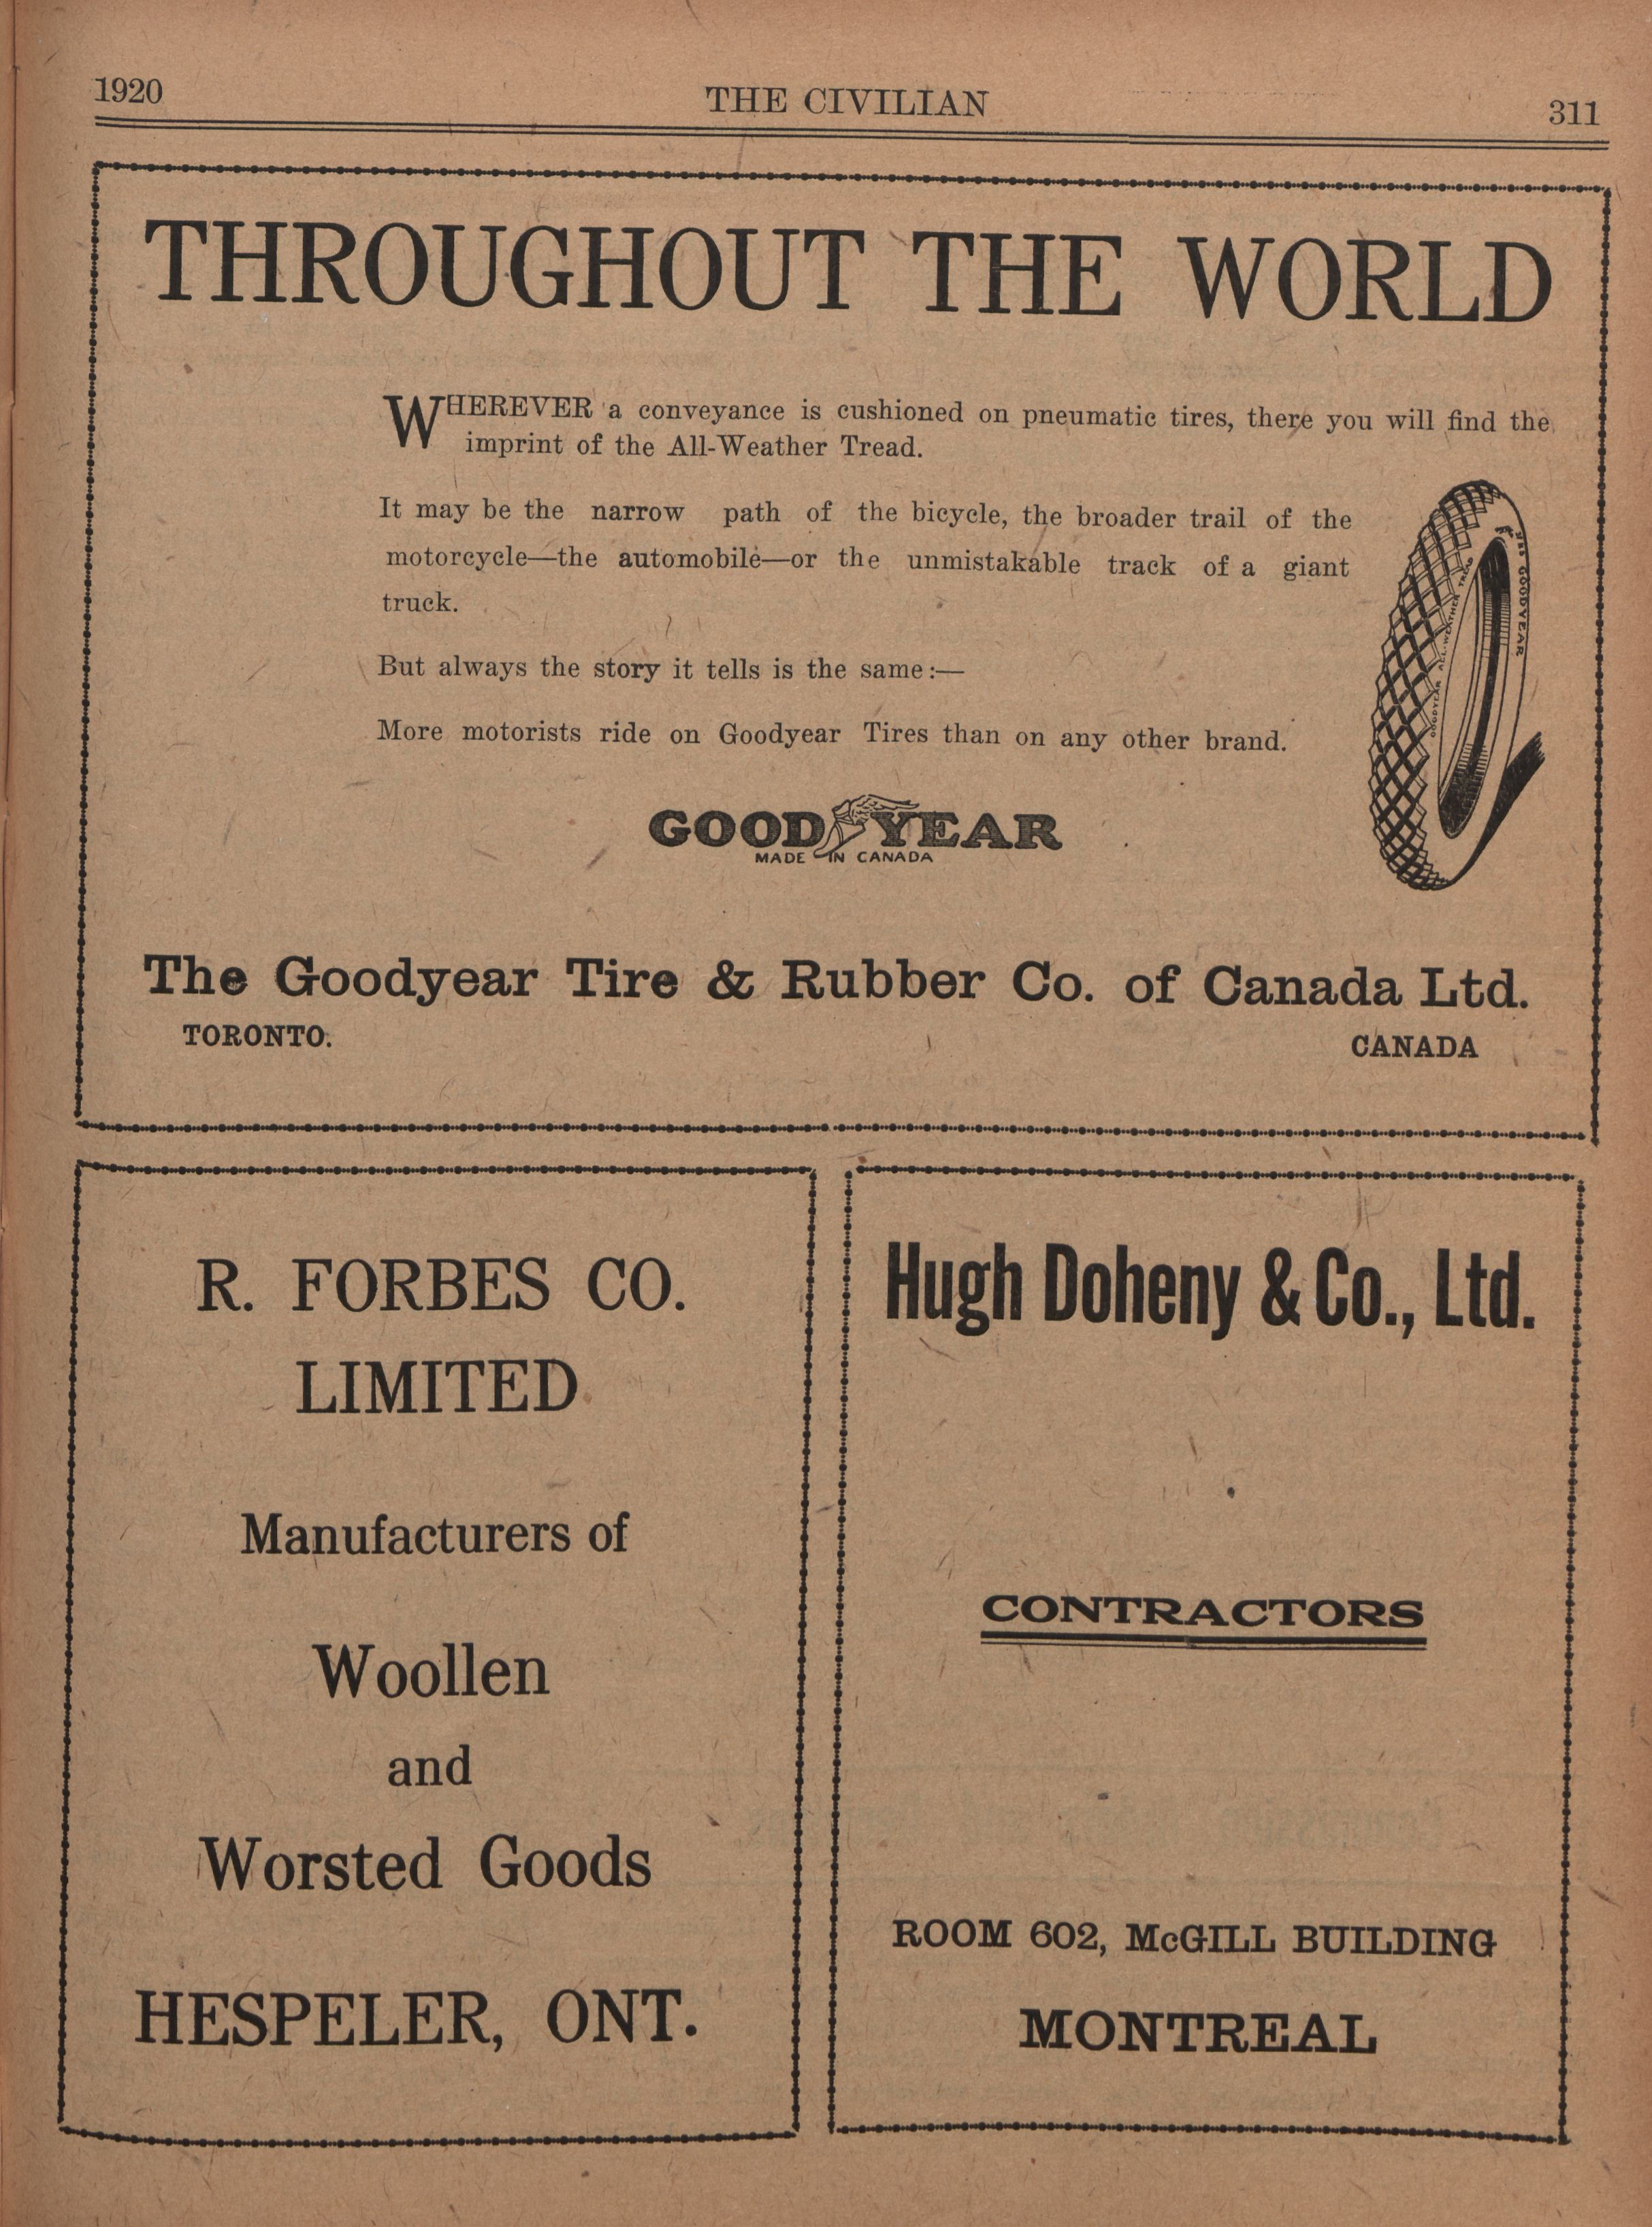 1920
THE CIVILIAN
311
THROUGHOUT THE WORLD
WHEREVER a conveyance is cushioned on pneumatic tires, there you will find the
imprint of the All-Weather Tread.
It may be the narrow path of the bicycle, the broader trail of the
motorcycle—the automobile—or the unmistakable track of a giant
truck.
But always the story it tells is the same:—
More motorists ride on Goodyear Tires than on any other brand.
GOODYEAR ALL-WEATHER TREAD
GOODYEAR
GOODYEAR
MADE IN CANADA
The Goodyear Tire & Rubber Co. of Canada Ltd.
TORONTO.
CANADA
R. FORBES CO.
LIMITED
Manufacturers of
Woollen
and
Worsted Goods
HESPELER, ONT.
Hugh Doheny & Co., Ltd.
CONTRACTORS
ROOM 602, McGILL BUILDING
MONTREAL